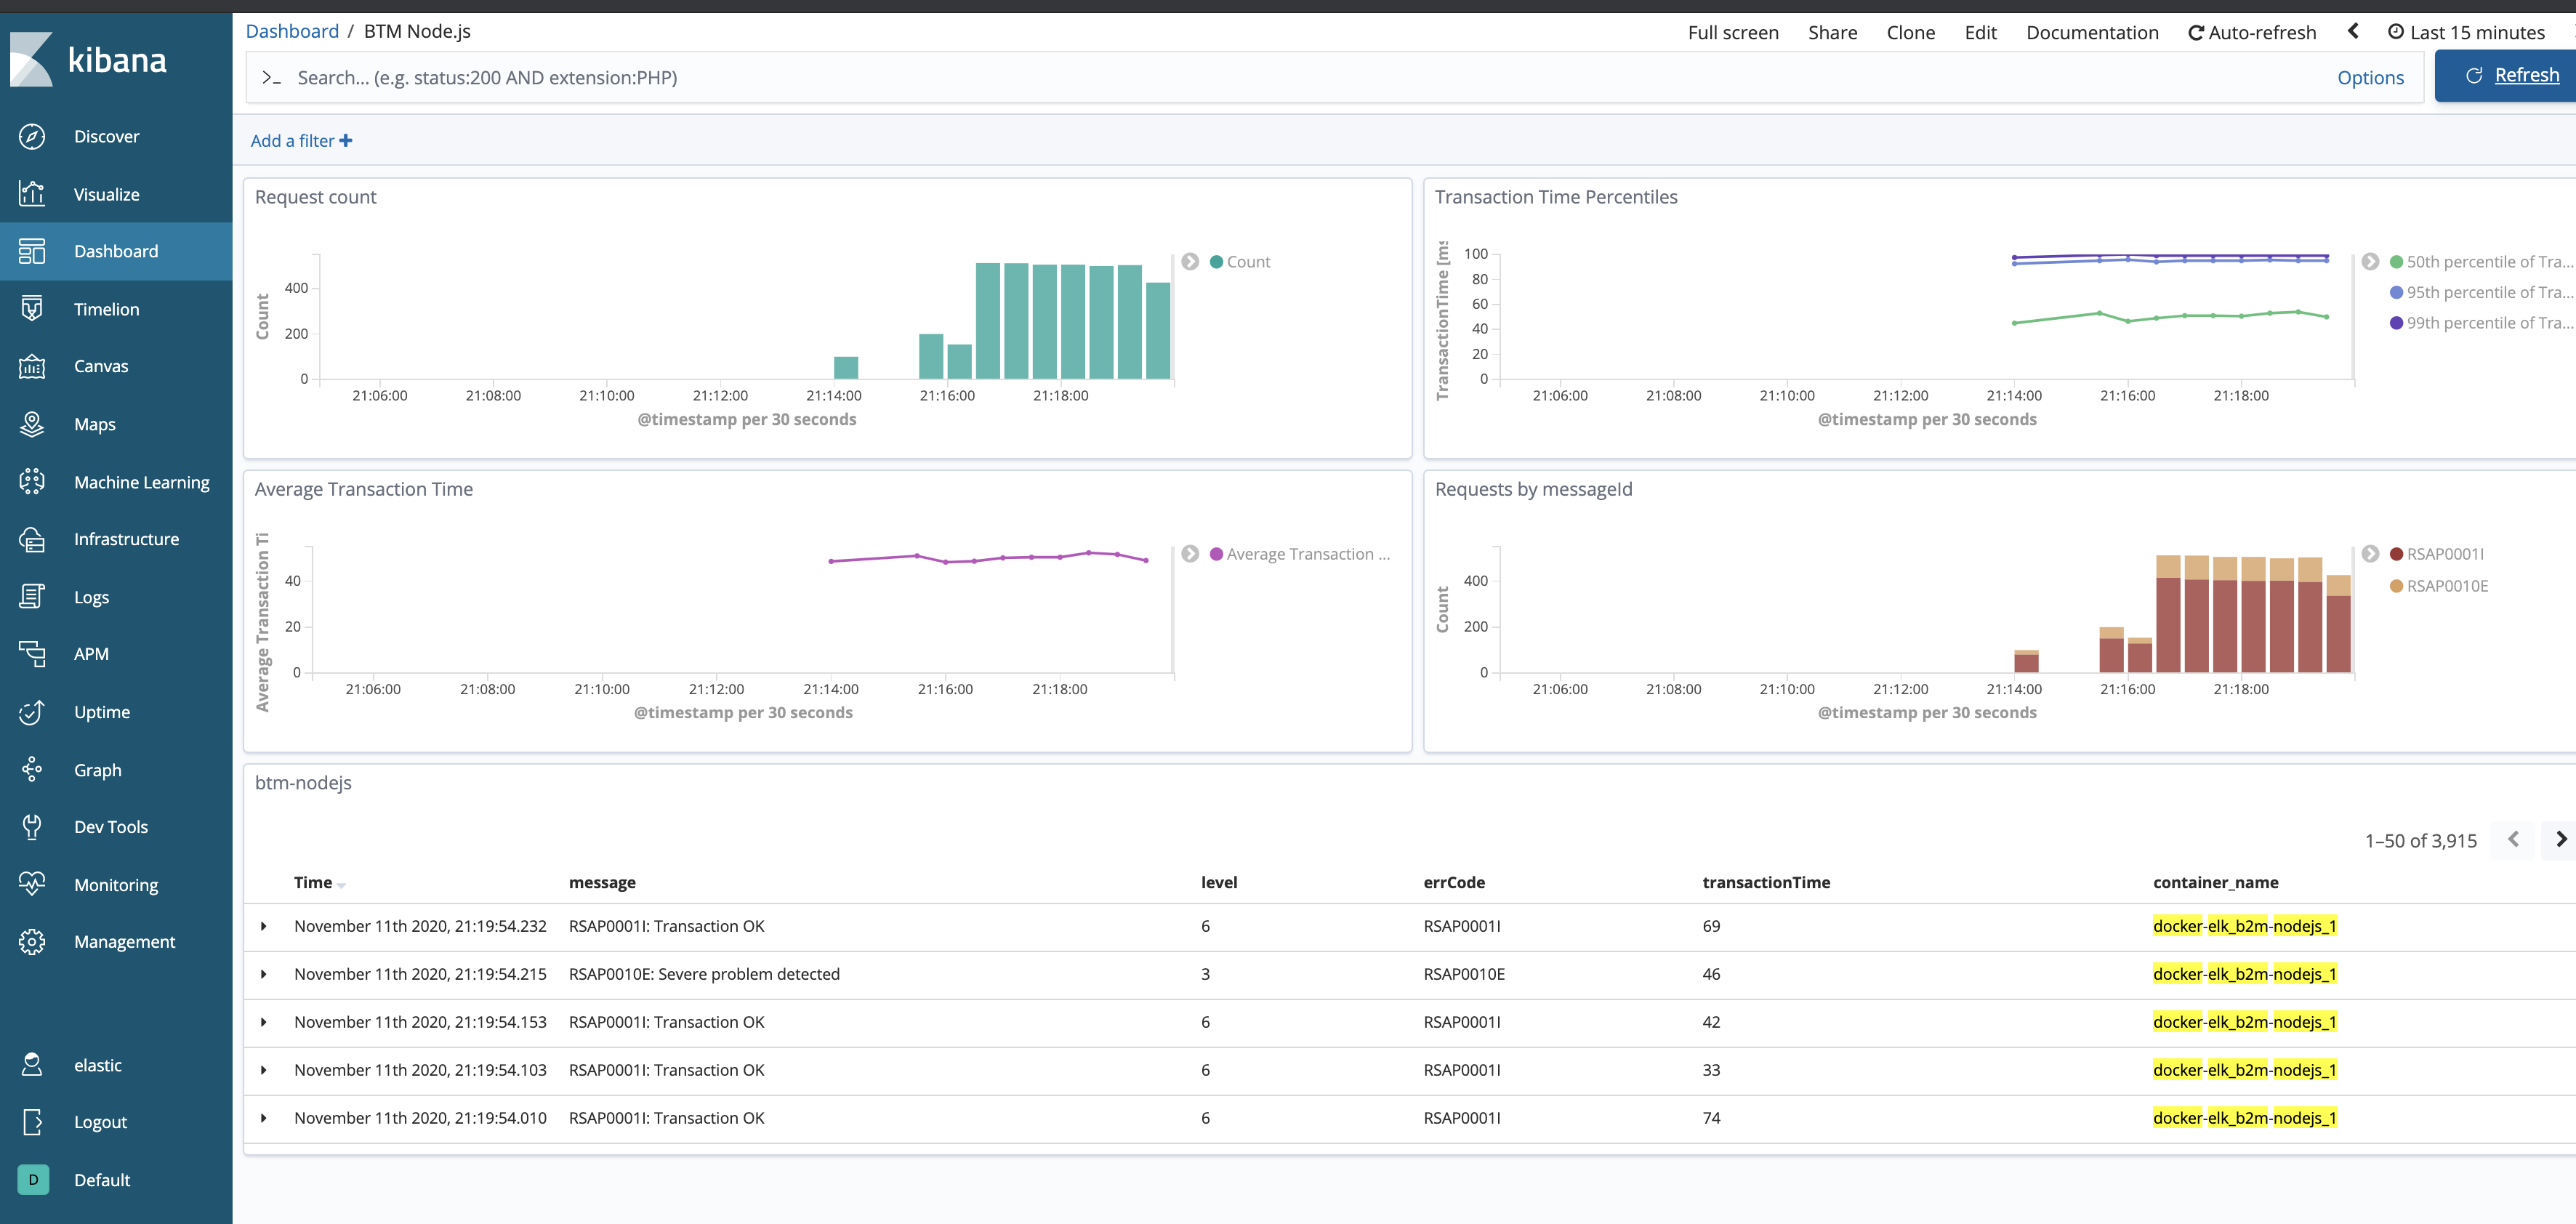 kibana
Discover
Visualize
Dashboard
Timelion
Canvas
Maps
Machine Learning
Infrastructure
Logs
APM
Uptime
Graph
Dev Tools
Monitoring
Management
elastic
Logout
D Default
Dashboard / BTM Node.js
Full screen Share Clone Edit Documentation Auto-refresh Last 15 minutes
>_ Search... (e.g. status:200 AND extension:PHP) Options Refresh
Add a filter +
Request count
Count
400
200
0
21:06:00 21:08:00 21:10:00 21:12:00 21:14:00 21:16:00 21:18:00
@timestamp per 30 seconds
Count
Transaction Time Percentiles
TransactionTime [ms
100
80
60
40
20
0
21:06:00 21:08:00 21:10:00 21:12:00 21:14:00 21:16:00 21:18:00
@timestamp per 30 seconds
50th percentile of Tra...
95th percentile of Tra...
99th percentile of Tra...
Average Transaction Time
Average Transaction Ti
40
20
0
21:06:00 21:08:00 21:10:00 21:12:00 21:14:00 21:16:00 21:18:00
@timestamp per 30 seconds
Average Transaction ...
Requests by messageId
Count
400
200
0
21:06:00 21:08:00 21:10:00 21:12:00 21:14:00 21:16:00 21:18:00
@timestamp per 30 seconds
RSAP0001I
RSAP0010E
btm-nodejs
1–50 of 3,915
Time message level errCode transactionTime container_name
November 11th 2020, 21:19:54.232 RSAP0001I: Transaction OK 6 RSAP0001I 69 docker-elk_b2m-nodejs_1
November 11th 2020, 21:19:54.215 RSAP0010E: Severe problem detected 3 RSAP0010E 46 docker-elk_b2m-nodejs_1
November 11th 2020, 21:19:54.153 RSAP0001I: Transaction OK 6 RSAP0001I 42 docker-elk_b2m-nodejs_1
November 11th 2020, 21:19:54.103 RSAP0001I: Transaction OK 6 RSAP0001I 33 docker-elk_b2m-nodejs_1
November 11th 2020, 21:19:54.010 RSAP0001I: Transaction OK 6 RSAP0001I 74 docker-elk_b2m-nodejs_1